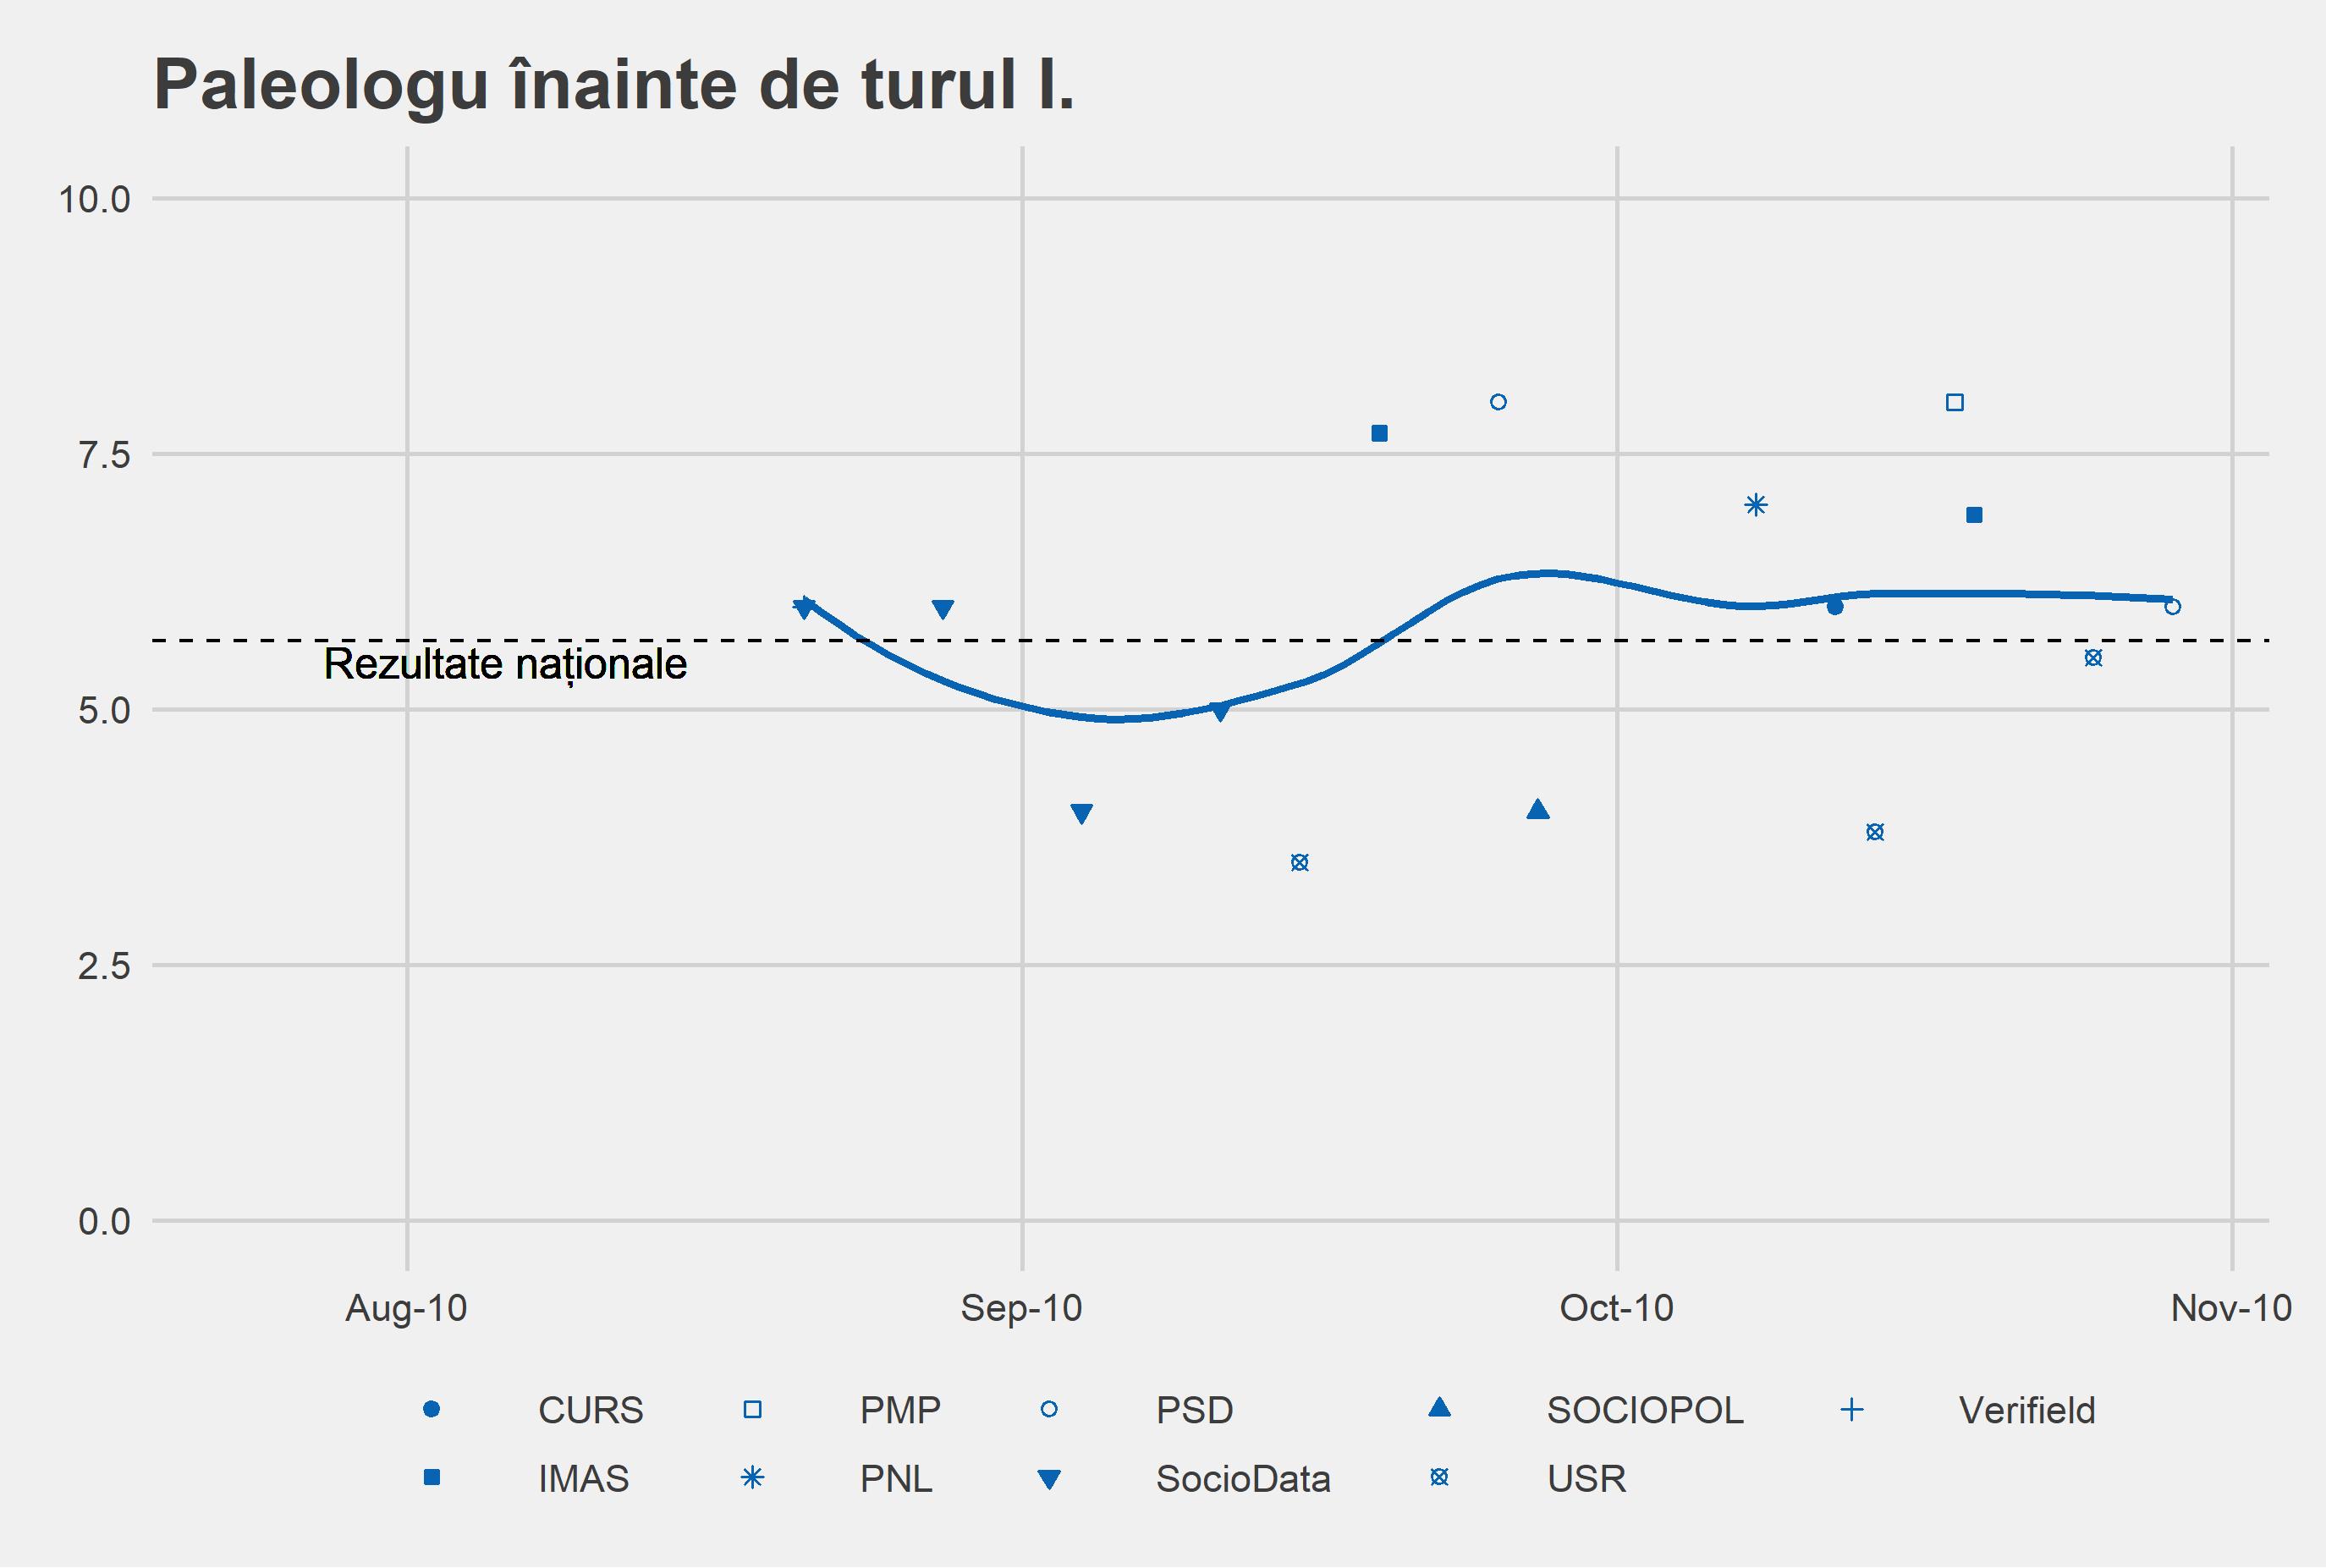 Paleologu înainte de turul I.
10.0
7.5
Rezultate naționale
5.0
2.5
0.0
Aug-10 Sep-10 Oct-10 Nov-10
CURS PMP PSD SOCIOPOL Verifield
IMAS PNL SocioData USR